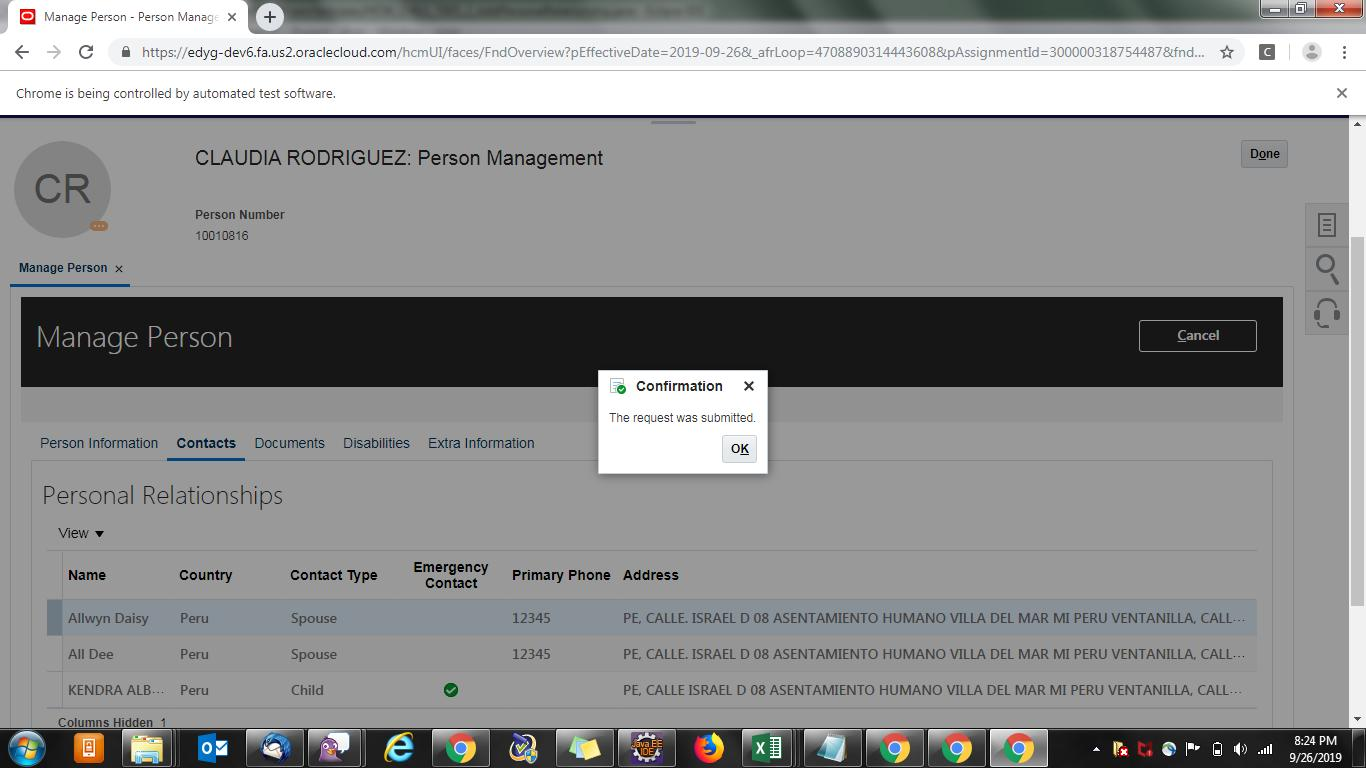 Manage Person - Person Manage
https://edyg-dev6.fa.us2.oraclecloud.com/hcmUI/faces/FndOverview?pEffectiveDate=2019-09-26&_afrLoop=4708890314443608&pAssignmentId=300000318754487&fnd...
C
Chrome is being controlled by automated test software.
CR
CLAUDIA RODRIGUEZ: Person Management
Done
Person Number
10010816
Manage Person
Manage Person
Cancel
Confirmation
The request was submitted.
OK
Person Information Contacts Documents Disabilities Extra Information
Personal Relationships
View
Name Country Contact Type Emergency Contact Primary Phone Address
Allwyn Daisy Peru Spouse 12345 PE, CALLE. ISRAEL D 08 ASENTAMIENTO HUMANO VILLA DEL MAR MI PERU VENTANILLA, CALL...
All Dee Peru Spouse 12345 PE, CALLE. ISRAEL D 08 ASENTAMIENTO HUMANO VILLA DEL MAR MI PERU VENTANILLA, CALL...
KENDRA ALB... Peru Child PE, CALLE ISRAEL D 08 ASENTAMIENTO HUMANO VILLA DEL MAR MI PERU VENTANILLA, CALL...
Columns Hidden 1
Java EE
IDE
8:24 PM
9/26/2019